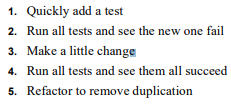 1. Quickly add a test
2. Run all tests and see the new one fail
3. Make a little change
4. Run all tests and see them all succeed
5. Refactor to remove duplication